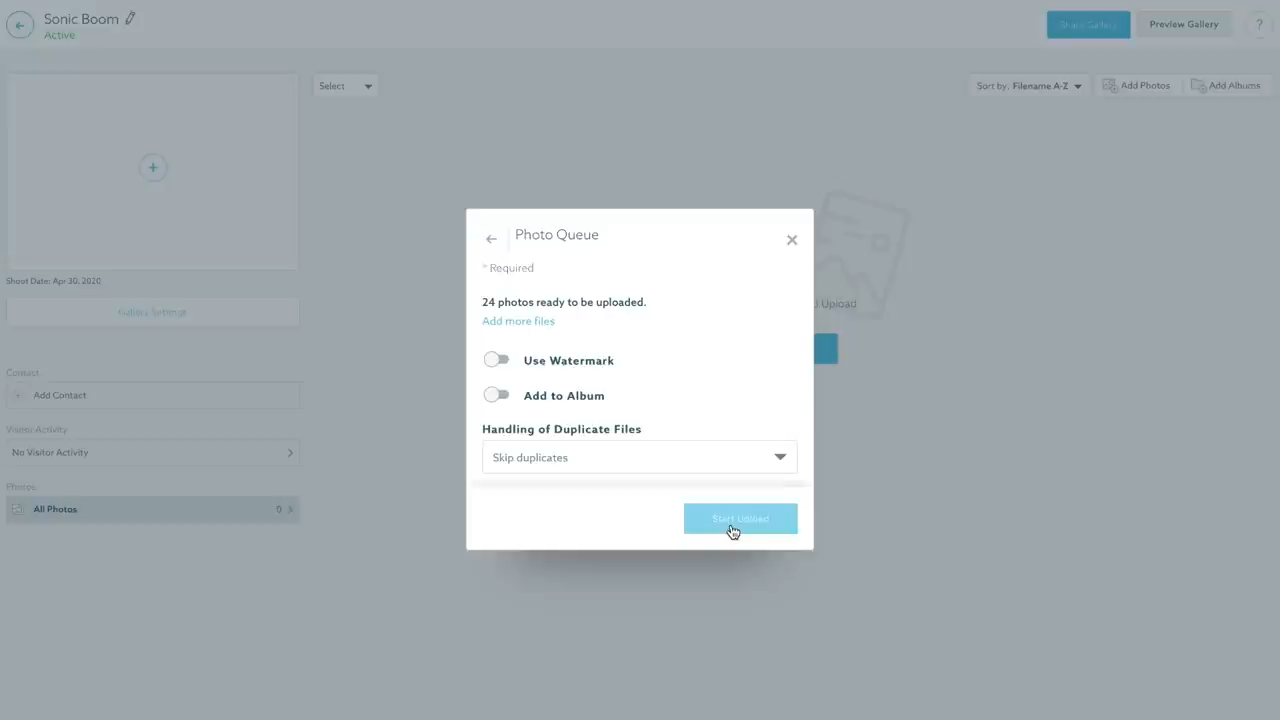 Sonic Boom
Active
Share Gallery
Preview Gallery
?
Select
Sort by: Filename A-Z
Add Photos
Add Albums
Shoot Date: Apr 30, 2020
Gallery Settings
Contact
Add Contact
Visitor Activity
No Visitor Activity
Photos
All Photos
0
Photo Queue
* Required
24 photos ready to be uploaded.
Add more files
Use Watermark
Add to Album
Handling of Duplicate Files
Skip duplicates
Start Upload
Upload